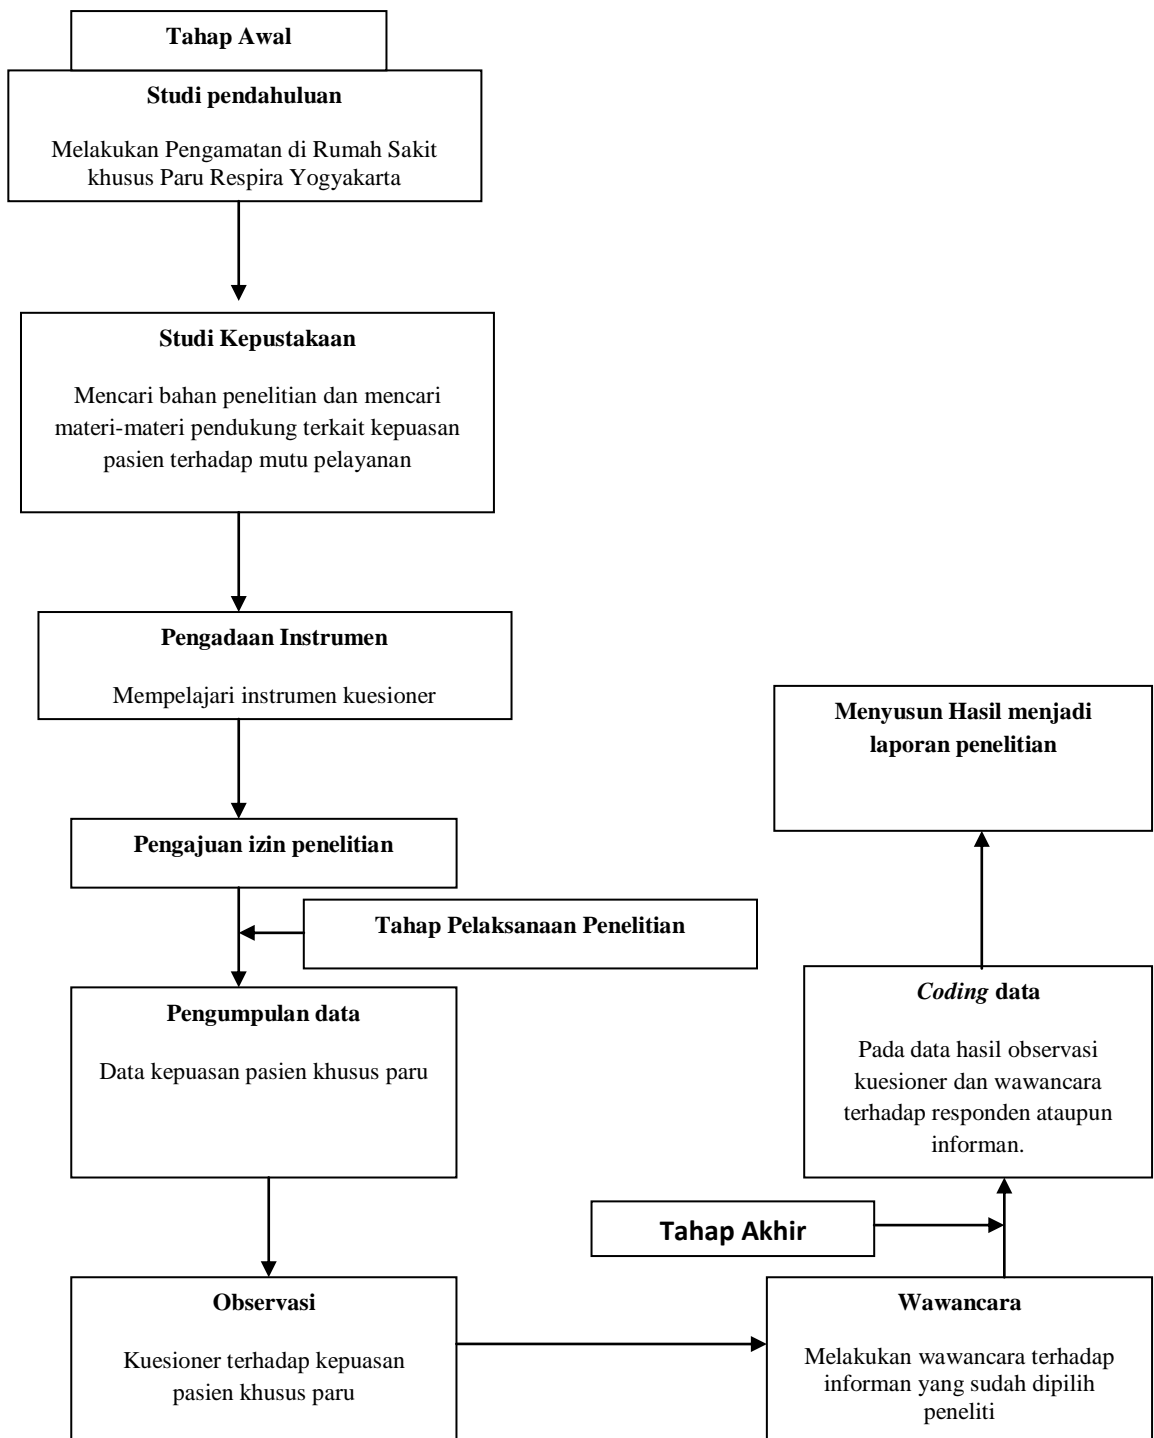 Tahap Awal
Studi pendahuluan
Melakukan Pengamatan di Rumah Sakit
khusus Paru Respira Yogyakarta
Studi Kepustakaan
Mencari bahan penelitian dan mencari
materi-materi pendukung terkait kepuasan
pasien terhadap mutu pelayanan
Pengadaan Instrumen
Mempelajari instrumen kuesioner
Pengajuan izin penelitian
Tahap Pelaksanaan Penelitian
Pengumpulan data
Data kepuasan pasien khusus paru
Observasi
Kuesioner terhadap kepuasan
pasien khusus paru
Wawancara
Melakukan wawancara terhadap
informan yang sudah dipilih
peneliti
Tahap Akhir
Coding data
Pada data hasil observasi
kuesioner dan wawancara
terhadap responden ataupun
informan.
Menyusun Hasil menjadi
laporan penelitian